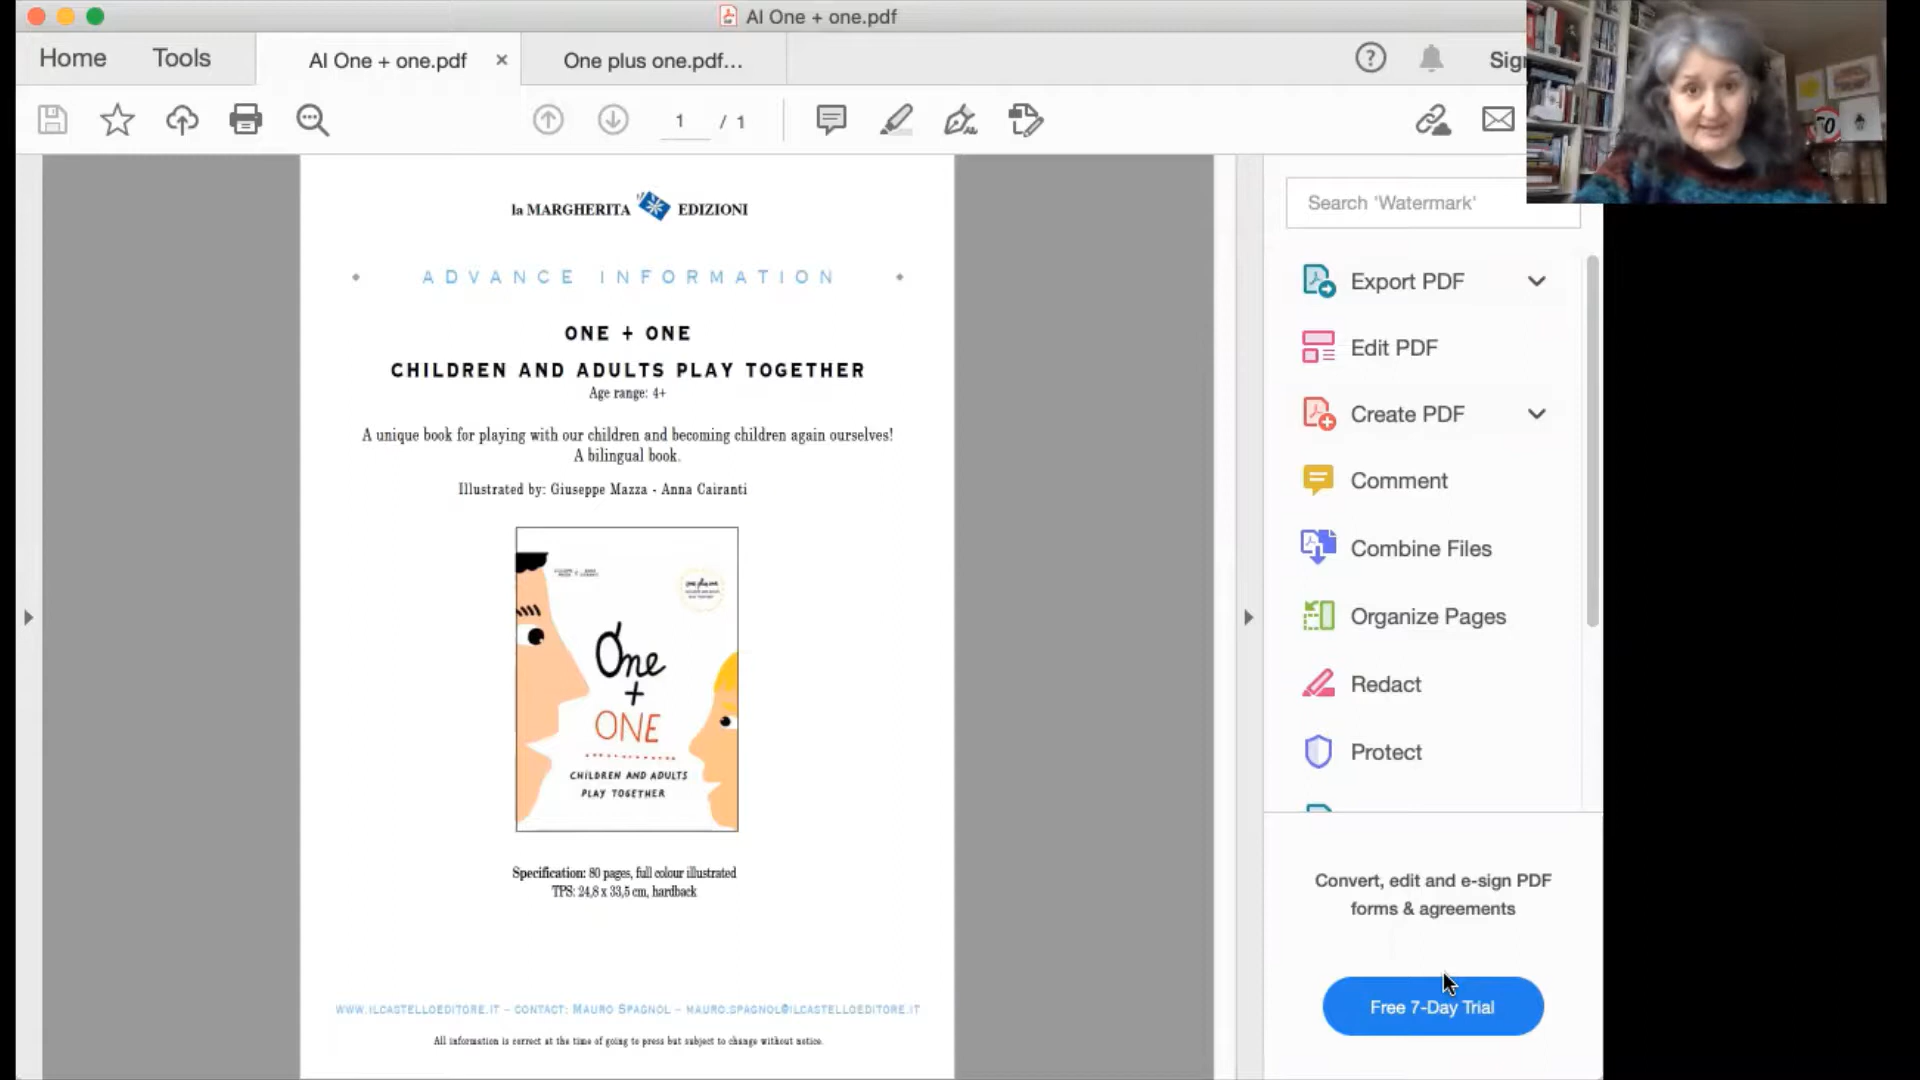 AI One + one.pdf
Home
Tools
AI One + one.pdf
One plus one.pdf...
Sig
1 / 1
la MARGHERITA EDIZIONI
ADVANCE INFORMATION
ONE + ONE
CHILDREN AND ADULTS PLAY TOGETHER
Age range: 4+
A unique book for playing with our children and becoming children again ourselves!
A bilingual book.
Illustrated by: Giuseppe Mazza - Anna Cairanti
one plus one
One
+
ONE
CHILDREN AND ADULTS
PLAY TOGETHER
Specification: 80 pages, full colour illustrated
TPS: 24,8 x 33,5 cm, hardback
WWW.ILCASTELLOEDITORE.IT - CONTACT: MAURO SPAGNOL - MAURO.SPAGNOL@ILCASTELLOEDITORE.IT
All information is correct at the time of going to press but subject to change without notice.
Search 'Watermark'
Export PDF
Edit PDF
Create PDF
Comment
Combine Files
Organize Pages
Redact
Protect
Convert, edit and e-sign PDF
forms & agreements
Free 7-Day Trial